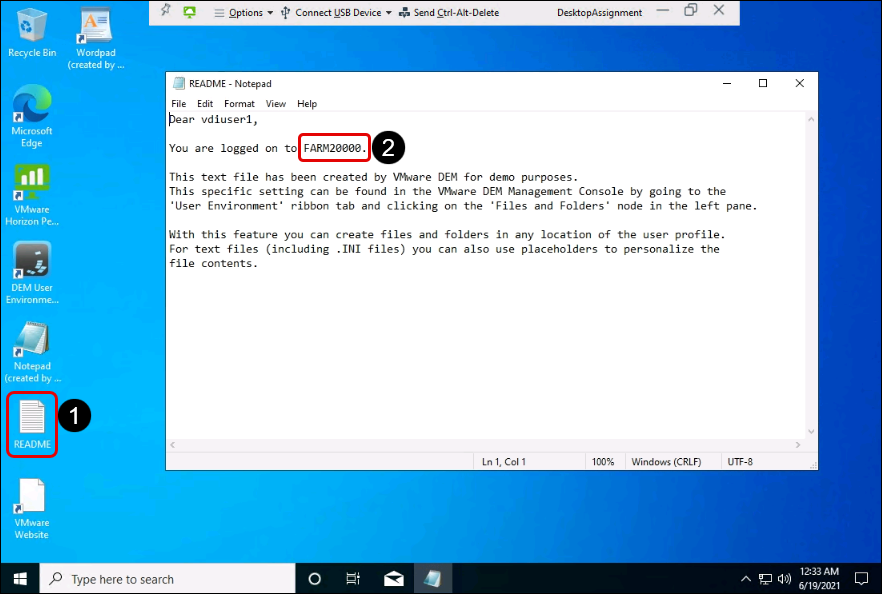 Options
Connect USB Device
Send Ctrl-Alt-Delete
DesktopAssignment
Recycle Bin
Wordpad
(created by ...
Microsoft
Edge
VMware
Horizon Pe...
DEM User
Environme...
Notepad
(created by ...
README
1
VMware
Website
README - Notepad
File Edit Format View Help
Dear vdiuser1,
You are logged on to FARM20000.
2
This text file has been created by VMware DEM for demo purposes.
This specific setting can be found in the VMware DEM Management Console by going to the
'User Environment' ribbon tab and clicking on the 'Files and Folders' node in the left pane.
With this feature you can create files and folders in any location of the user profile.
For text files (including .INI files) you can also use placeholders to personalize the
file contents.
Ln 1, Col 1
100%
Windows (CRLF)
UTF-8
Type here to search
12:33 AM
6/19/2021